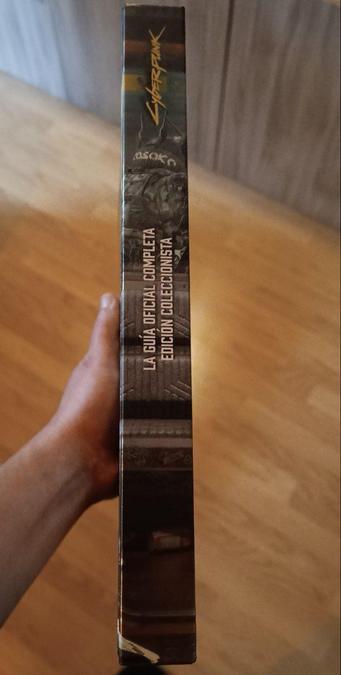 CYBERPUNK
LA GUÍA OFICIAL COMPLETA
EDICIÓN COLECCIONISTA